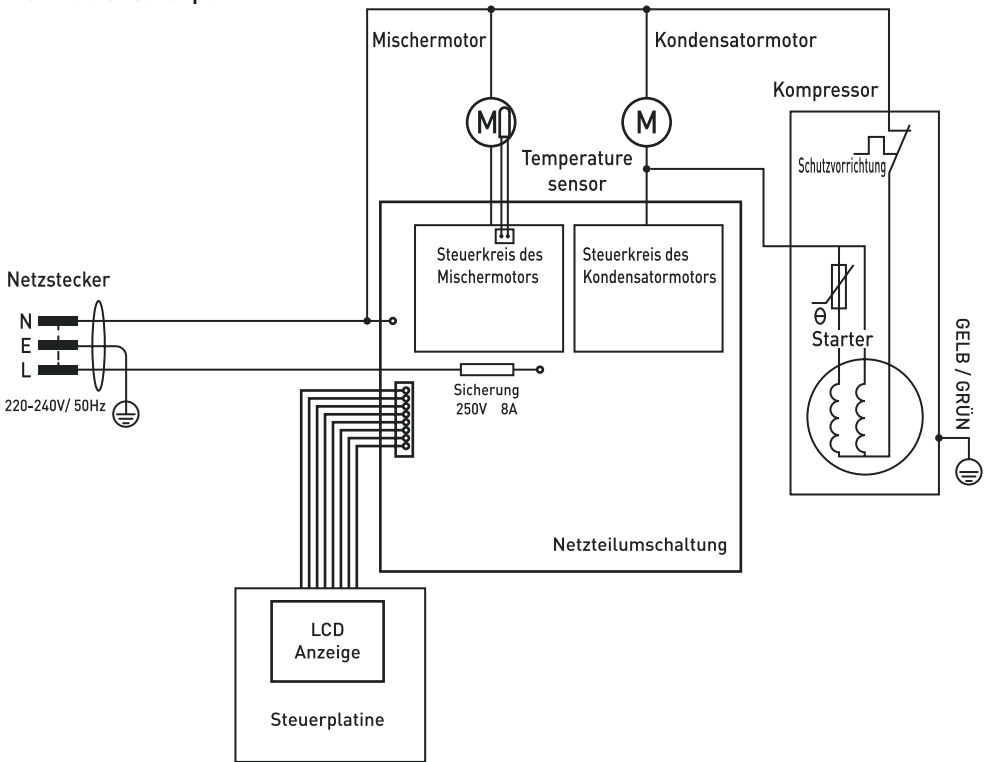 Mischermotor
Kondensatormotor
Kompressor
M
M
Temperature
sensor
Schutzvorrichtung
Steuerkreis des
Mischermotors
Steuerkreis des
Kondensatormotors
Netzstecker
N
E
L
220-240V/ 50Hz
θ
Starter
GELB / GRÜN
Sicherung
250V 8A
Netzteilumschaltung
LCD
Anzeige
Steuerplatine